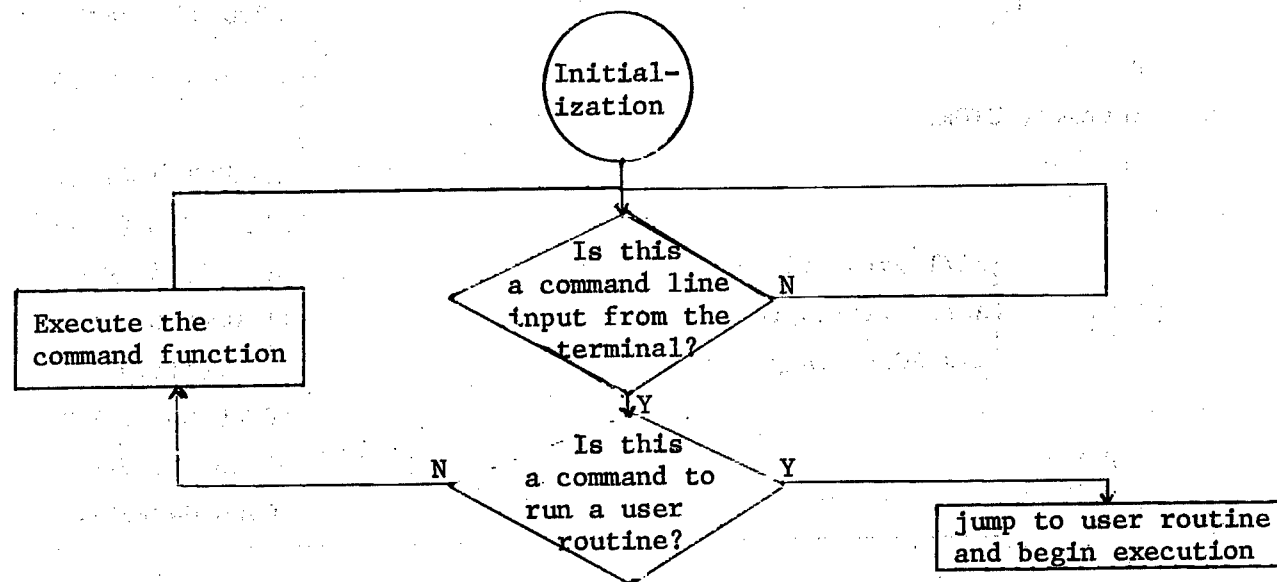 Initial-
ization
Is this
a command line
input from the
terminal?
N
Execute the
command function
Y
Is this
a command to
run a user
routine?
N
Y
jump to user routine
and begin execution